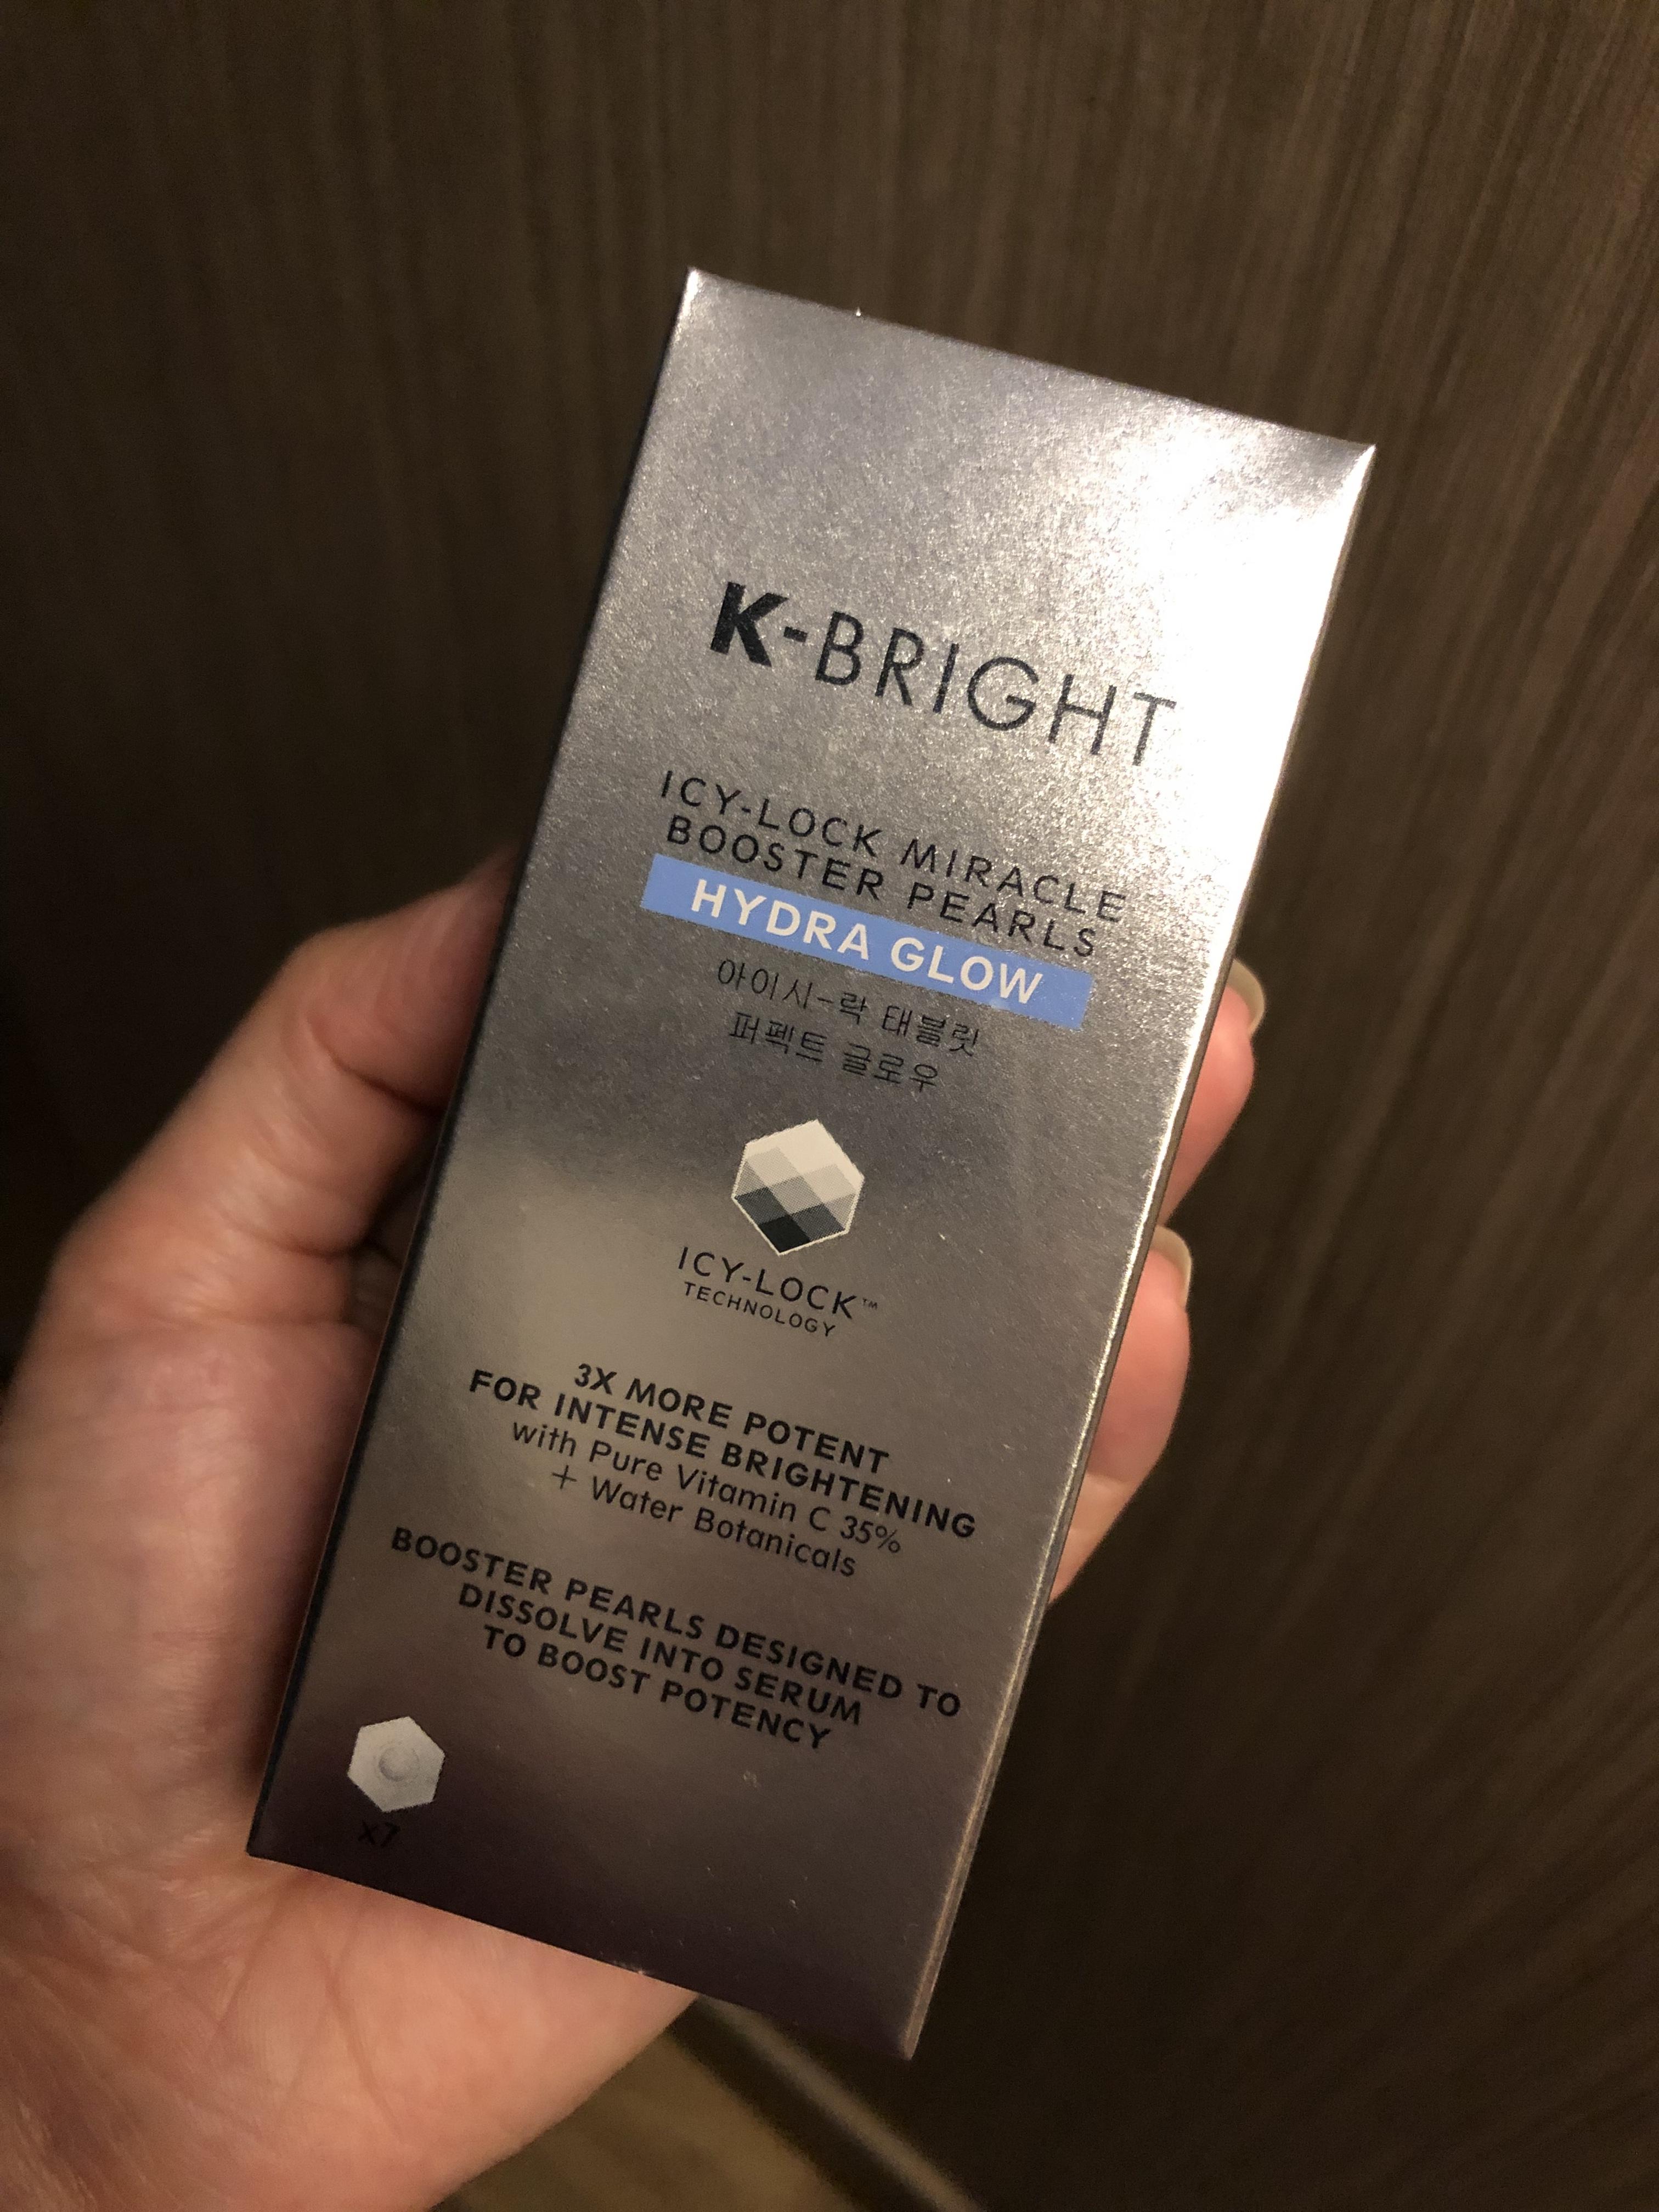 K-BRIGHT
ICY-LOCK MIRACLE
BOOSTER PEARLS
HYDRA GLOW
아이시-락 태블릿
퍼펙트 글로우
ICY-LOCK™
TECHNOLOGY
3X MORE POTENT
FOR INTENSE BRIGHTENING
with Pure Vitamin C 35%
+ Water Botanicals
BOOSTER PEARLS DESIGNED TO
DISSOLVE INTO SERUM
TO BOOST POTENCY
x7